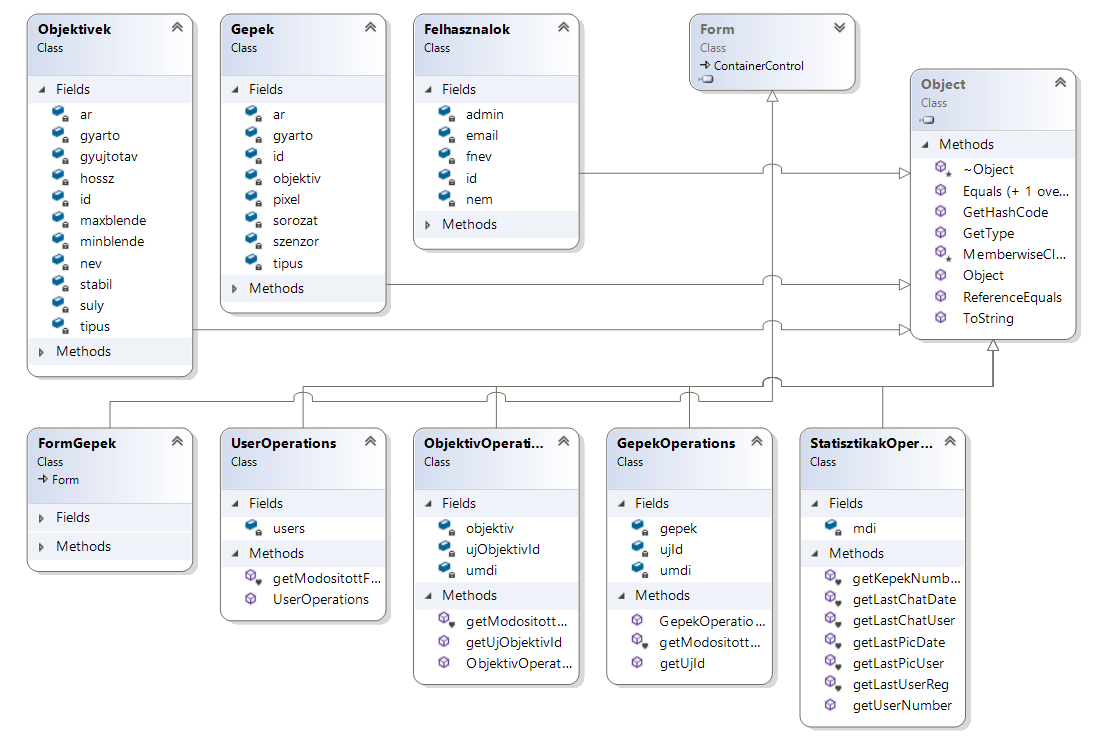 Objektivek
Class
Fields
ar
gyarto
gyujtotav
hossz
id
maxblende
minblende
nev
stabil
suly
tipus
Methods
Gepek
Class
Fields
ar
gyarto
id
objektiv
pixel
sorozat
szenzor
tipus
Methods
Felhasznalok
Class
Fields
admin
email
fnev
id
nem
Methods
Form
Class
ContainerControl
Object
Class
Methods
~Object
Equals (+ 1 ove...
GetHashCode
GetType
MemberwiseCl...
Object
ReferenceEquals
ToString
FormGepek
Class
Form
Fields
Methods
UserOperations
Class
Fields
users
Methods
getModositottF...
UserOperations
ObjektivOperati...
Class
Fields
objektiv
ujObjektivId
umdi
Methods
getModositott...
getUjObjektivId
ObjektivOperat...
GepekOperations
Class
Fields
gepek
ujId
umdi
Methods
GepekOperatio...
getModositott...
getUjId
StatisztikakOper...
Class
Fields
mdi
Methods
getKepekNumb...
getLastChatDate
getLastChatUser
getLastPicDate
getLastPicUser
getLastUserReg
getUserNumber